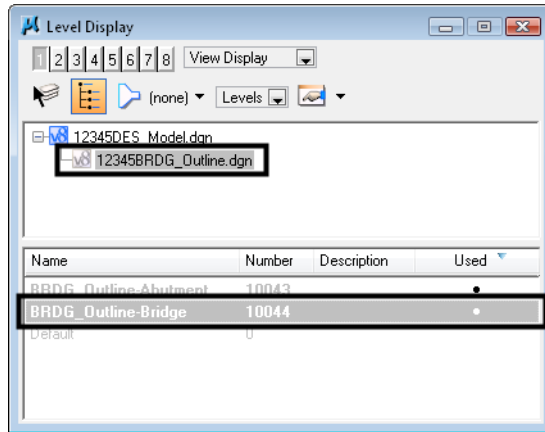 Level Display
1 2 3 4 5 6 7 8 View Display
(none) Levels
12345DES_Model.dgn
v8 12345BRDG_Outline.dgn
Name Number Description Used
BRDG_Outline-Abutment 10043
BRDG_Outline-Bridge 10044
Default 0